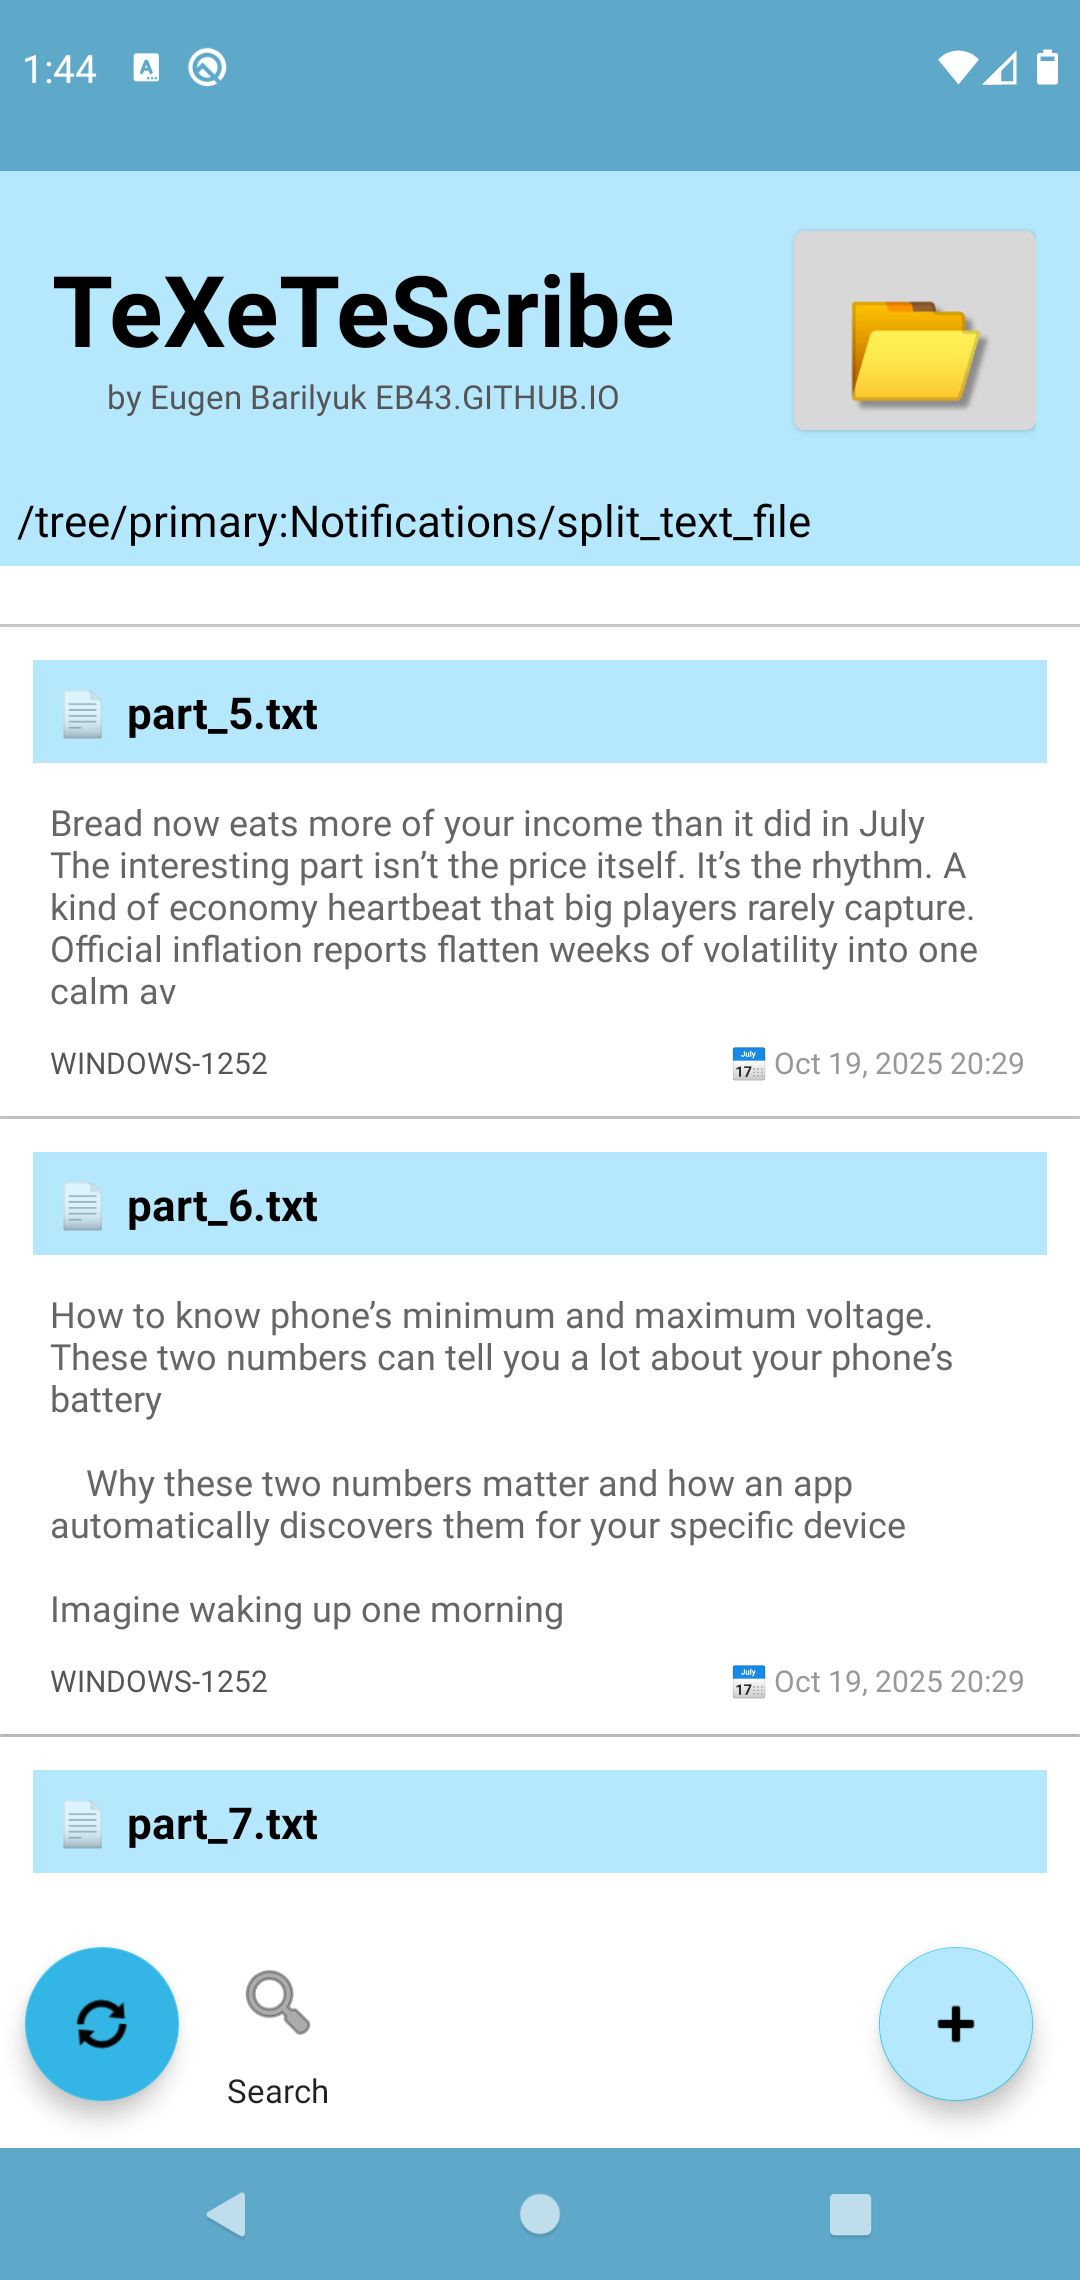 1:44
TeXeTeScribe
by Eugen Barilyuk EB43.GITHUB.IO
/tree/primary:Notifications/split_text_file
part_5.txt
Bread now eats more of your income than it did in July
The interesting part isn’t the price itself. It’s the rhythm. A
kind of economy heartbeat that big players rarely capture.
Official inflation reports flatten weeks of volatility into one
calm av
WINDOWS-1252
July
17
Oct 19, 2025 20:29
part_6.txt
How to know phone’s minimum and maximum voltage.
These two numbers can tell you a lot about your phone’s
battery
Why these two numbers matter and how an app
automatically discovers them for your specific device
Imagine waking up one morning
WINDOWS-1252
July
17
Oct 19, 2025 20:29
part_7.txt
Search